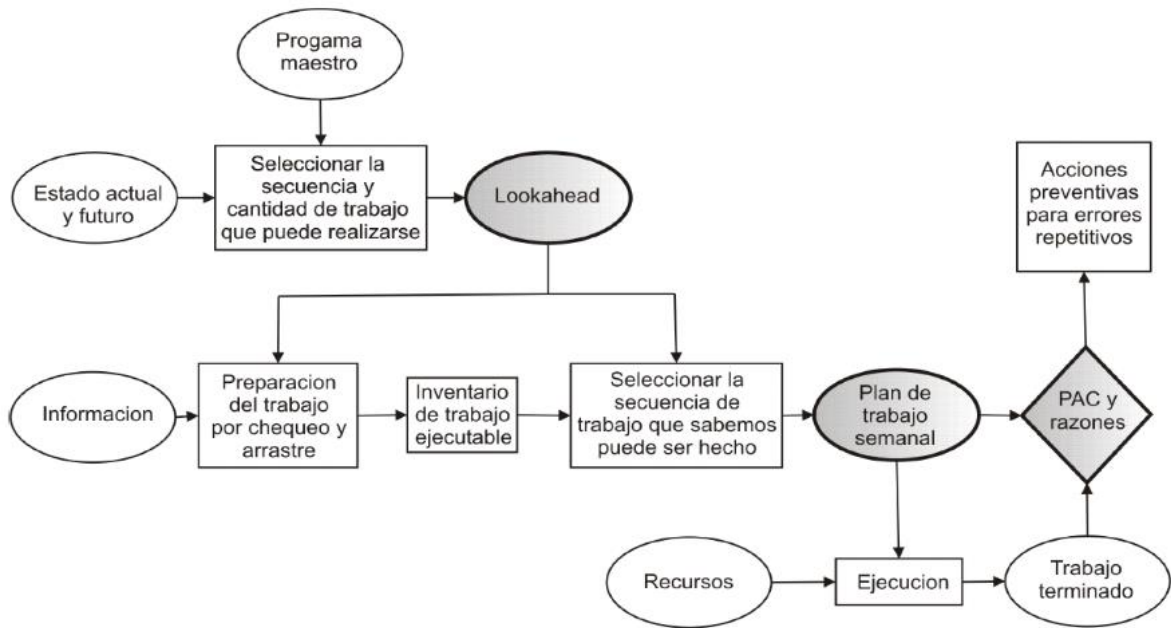 Progama
maestro
Estado actual
y futuro
Seleccionar la
secuencia y
cantidad de trabajo
que puede realizarse
Lookahead
Acciones
preventivas
para errores
repetitivos
Informacion
Preparacion
del trabajo
por chequeo y
arrastre
Inventario
de trabajo
ejecutable
Seleccionar la
secuencia de
trabajo que sabemos
puede ser hecho
Plan de
trabajo
semanal
PAC y
razones
Recursos
Ejecucion
Trabajo
terminado